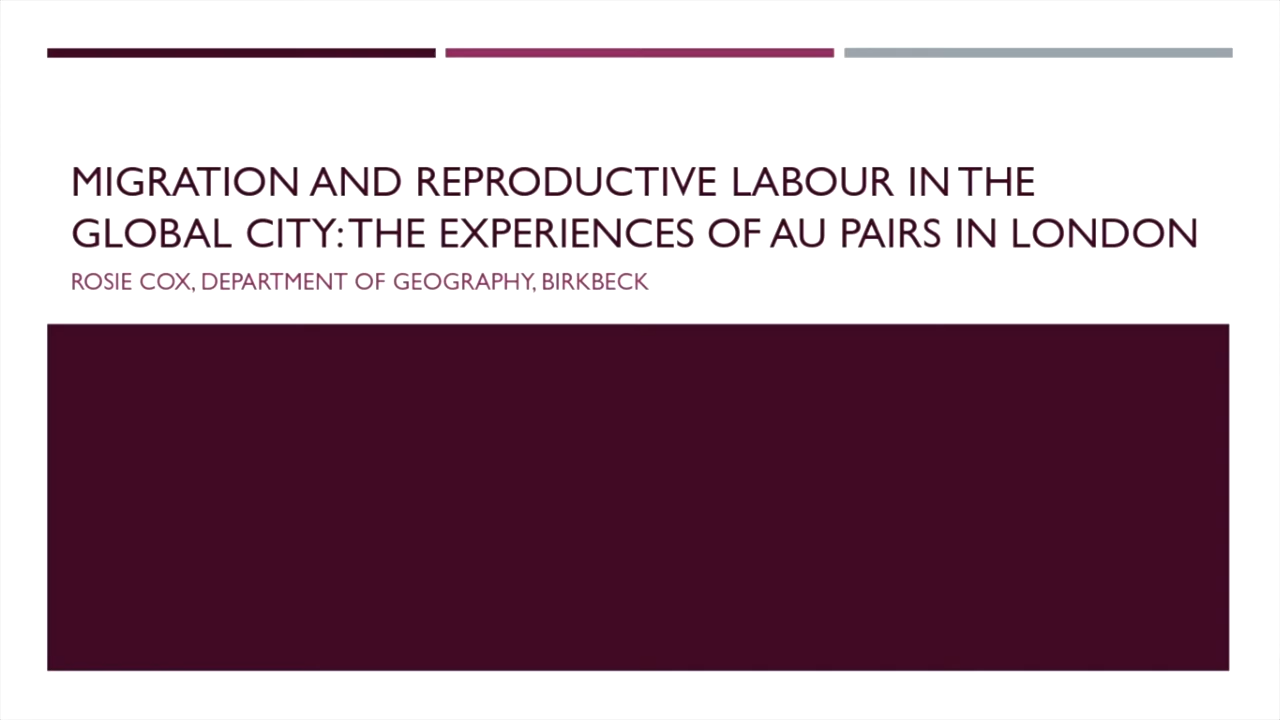 MIGRATION AND REPRODUCTIVE LABOUR IN THE
GLOBAL CITY: THE EXPERIENCES OF AU PAIRS IN LONDON
ROSIE COX, DEPARTMENT OF GEOGRAPHY, BIRKBECK